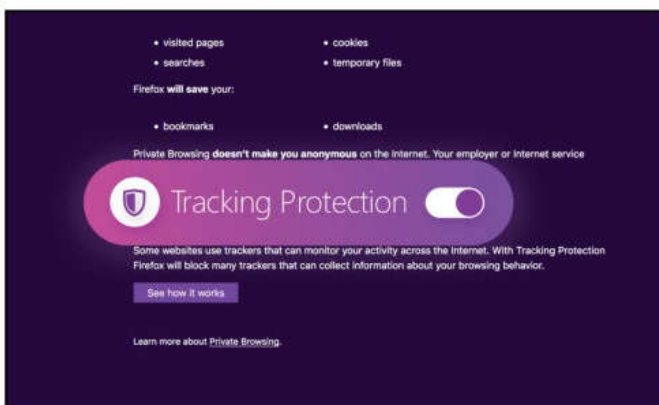 • visited pages • cookies
• searches • temporary files
Firefox will save your:
• bookmarks • downloads
Private Browsing doesn't make you anonymous on the Internet. Your employer or Internet service
Tracking Protection
Some websites use trackers that can monitor your activity across the Internet. With Tracking Protection
Firefox will block many trackers that can collect information about your browsing behavior.
See how it works
Learn more about Private Browsing.